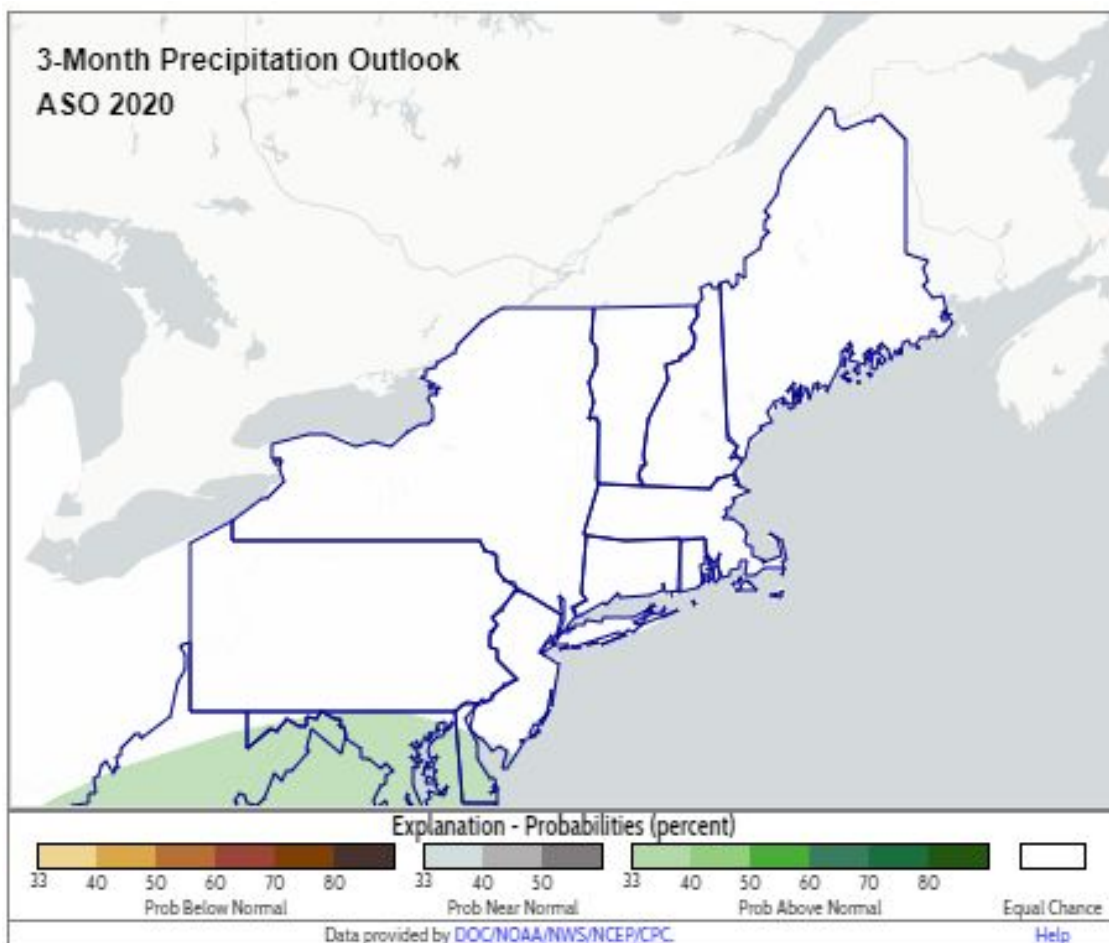 3-Month Precipitation Outlook
ASO 2020
Explanation - Probabilities (percent)
33 40 50 60 70 80 33 40 50 33 40 50 60 70 80
Prob Below Normal Prob Near Normal Prob Above Normal Equal Chance
Data provided by DOC/NOAA/NWS/NCEP/CPC. Help